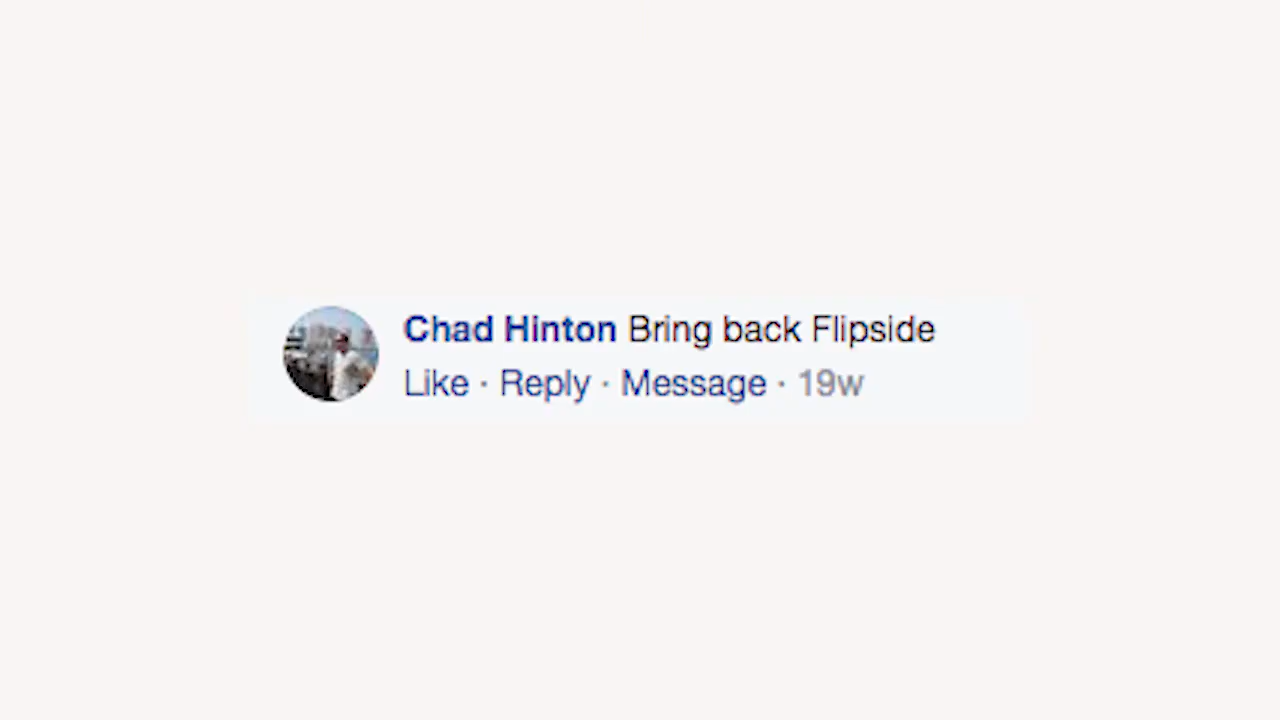 Chad Hinton Bring back Flipside
Like · Reply · Message · 19w